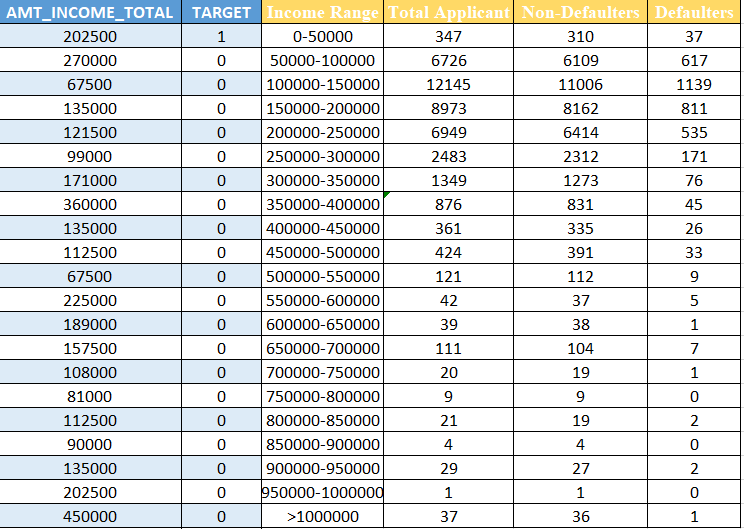 AMT_INCOME_TOTAL TARGET Income Range Total Applicant Non-Defaulters Defaulters
202500 1 0-50000 347 310 37
270000 0 50000-100000 6726 6109 617
67500 0 100000-150000 12145 11006 1139
135000 0 150000-200000 8973 8162 811
121500 0 200000-250000 6949 6414 535
99000 0 250000-300000 2483 2312 171
171000 0 300000-350000 1349 1273 76
360000 0 350000-400000 876 831 45
135000 0 400000-450000 361 335 26
112500 0 450000-500000 424 391 33
67500 0 500000-550000 121 112 9
225000 0 550000-600000 42 37 5
189000 0 600000-650000 39 38 1
157500 0 650000-700000 111 104 7
108000 0 700000-750000 20 19 1
81000 0 750000-800000 9 9 0
112500 0 800000-850000 21 19 2
90000 0 850000-900000 4 4 0
135000 0 900000-950000 29 27 2
202500 0 950000-1000000 1 1 0
450000 0 >1000000 37 36 1